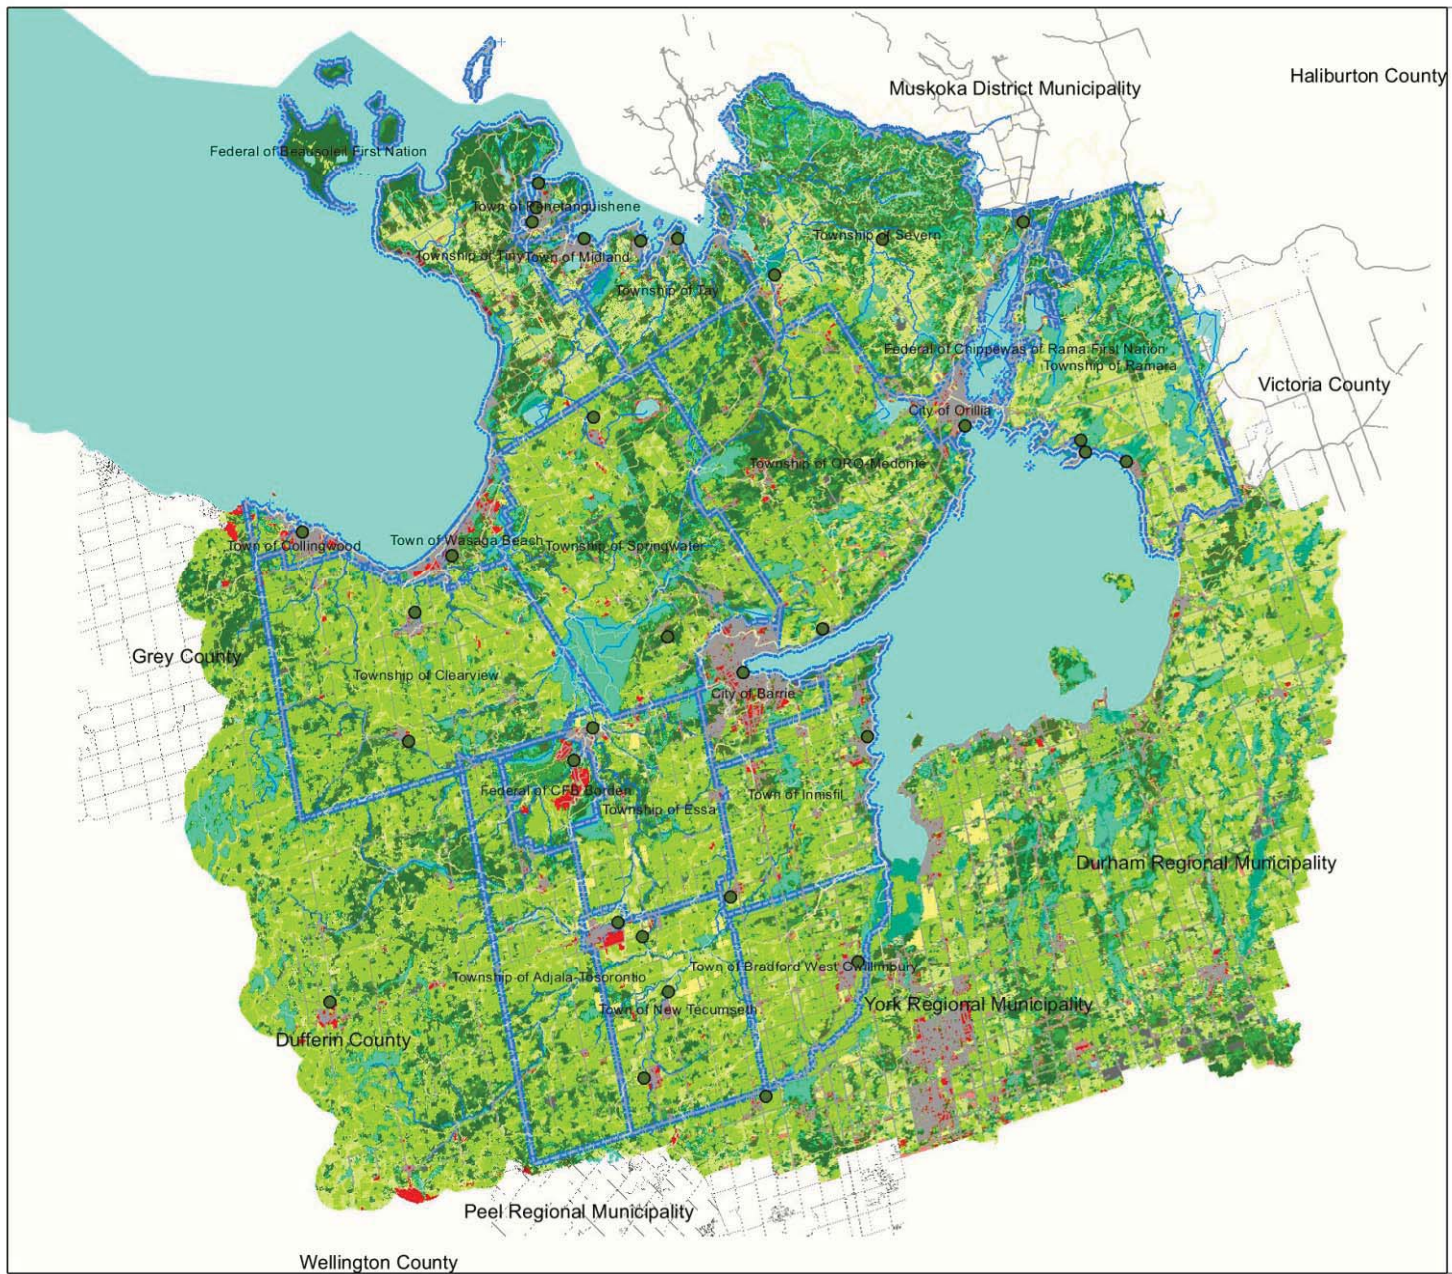 Haliburton County
Muskoka District Municipality
Federal of Beausoleil First Nation
Town of Penetanguishene
Township of Severn
Township of Tiny
Town of Midland
Township of Tay
Federal of Chippewas of Rama First Nation
Township of Ramara
Victoria County
City of Orillia
Township of ORO-Medonte
Town of Collingwood
Town of Wasaga Beach
Township of Springwater
Grey County
Township of Clearview
City of Barrie
Federal of CFB Borden
Town of Innisfil
Township of Essa
Durham Regional Municipality
Town of Bradford West Gwillimbury
Township of Adjala-Tosorontio
York Regional Municipality
Town of New Tecumseth
Dufferin County
Peel Regional Municipality
Wellington County